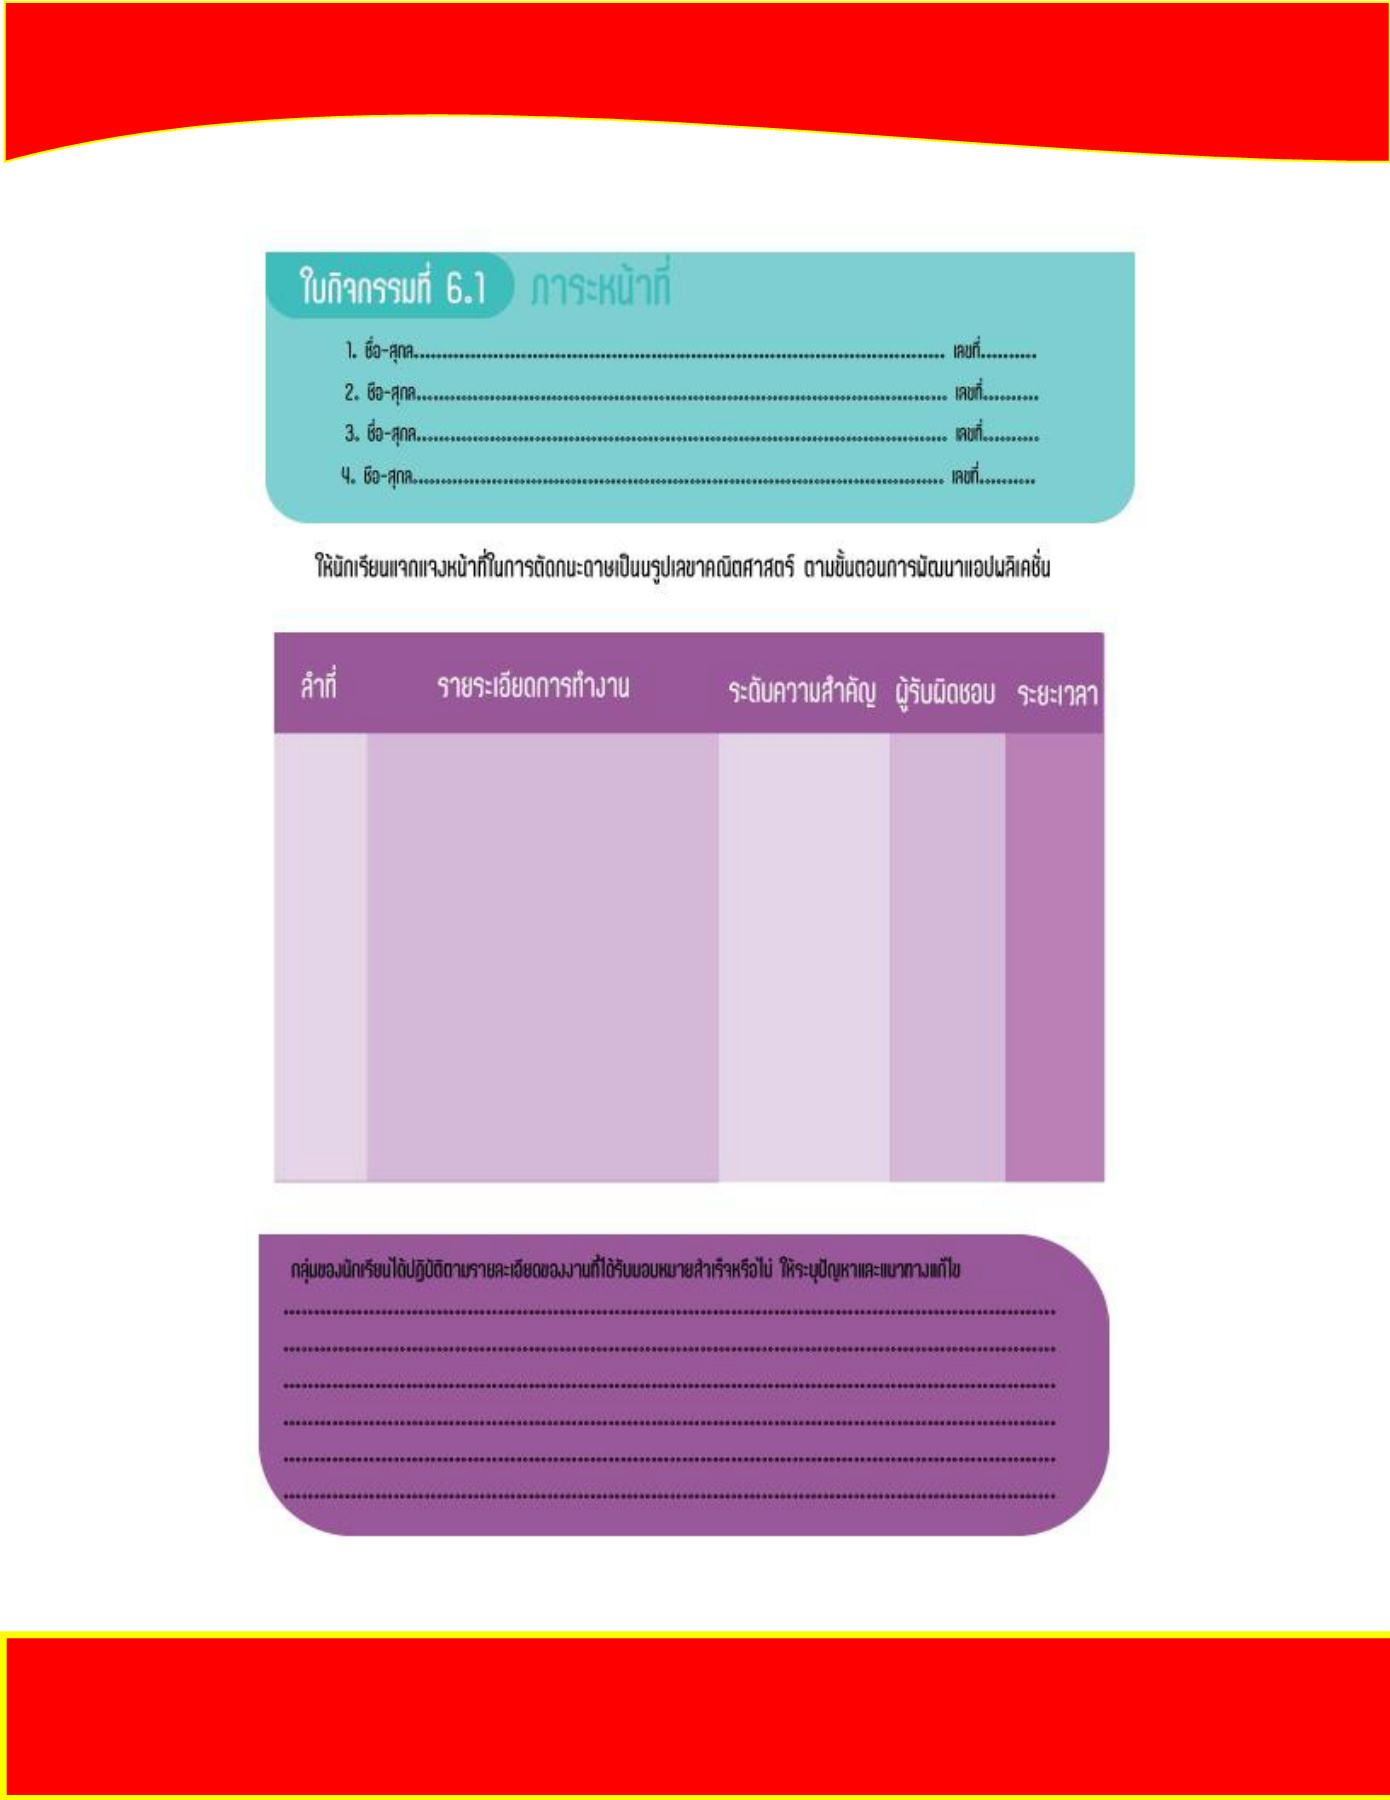 ใบกิจกรรมที่ 6.1 ภาระหน้าที่
1. ชื่อ-สกุล............................................................................................... เลขที่..........
2. ชือ-สกุล............................................................................................... เลขที่..........
3. ชื่อ-สกุล............................................................................................... เลขที่..........
4. ชือ-สกุล............................................................................................... เลขที่..........
ให้นักเรียนแจกแจงหน้าที่ในการตัดกนะดาษเป็นนรูปเลขาคณิตศาสตร์ ตามขั้นตอนการพัฒนาแอปพลิเคชั่น
ลำที่ รายระเอียดการทำงาน ระดับความสำคัญ ผู้รับผิดชอบ ระยะเวลา
กลุ่มของนักเรียนได้ปฏิบัติตามรายละเอียดของงานที่ได้รับมอบหมายสำเร็จหรือไม่ ให้ระบุปัญหาและแนาทางแก้ไข
................................................................................................................................
................................................................................................................................
................................................................................................................................
................................................................................................................................
................................................................................................................................
................................................................................................................................